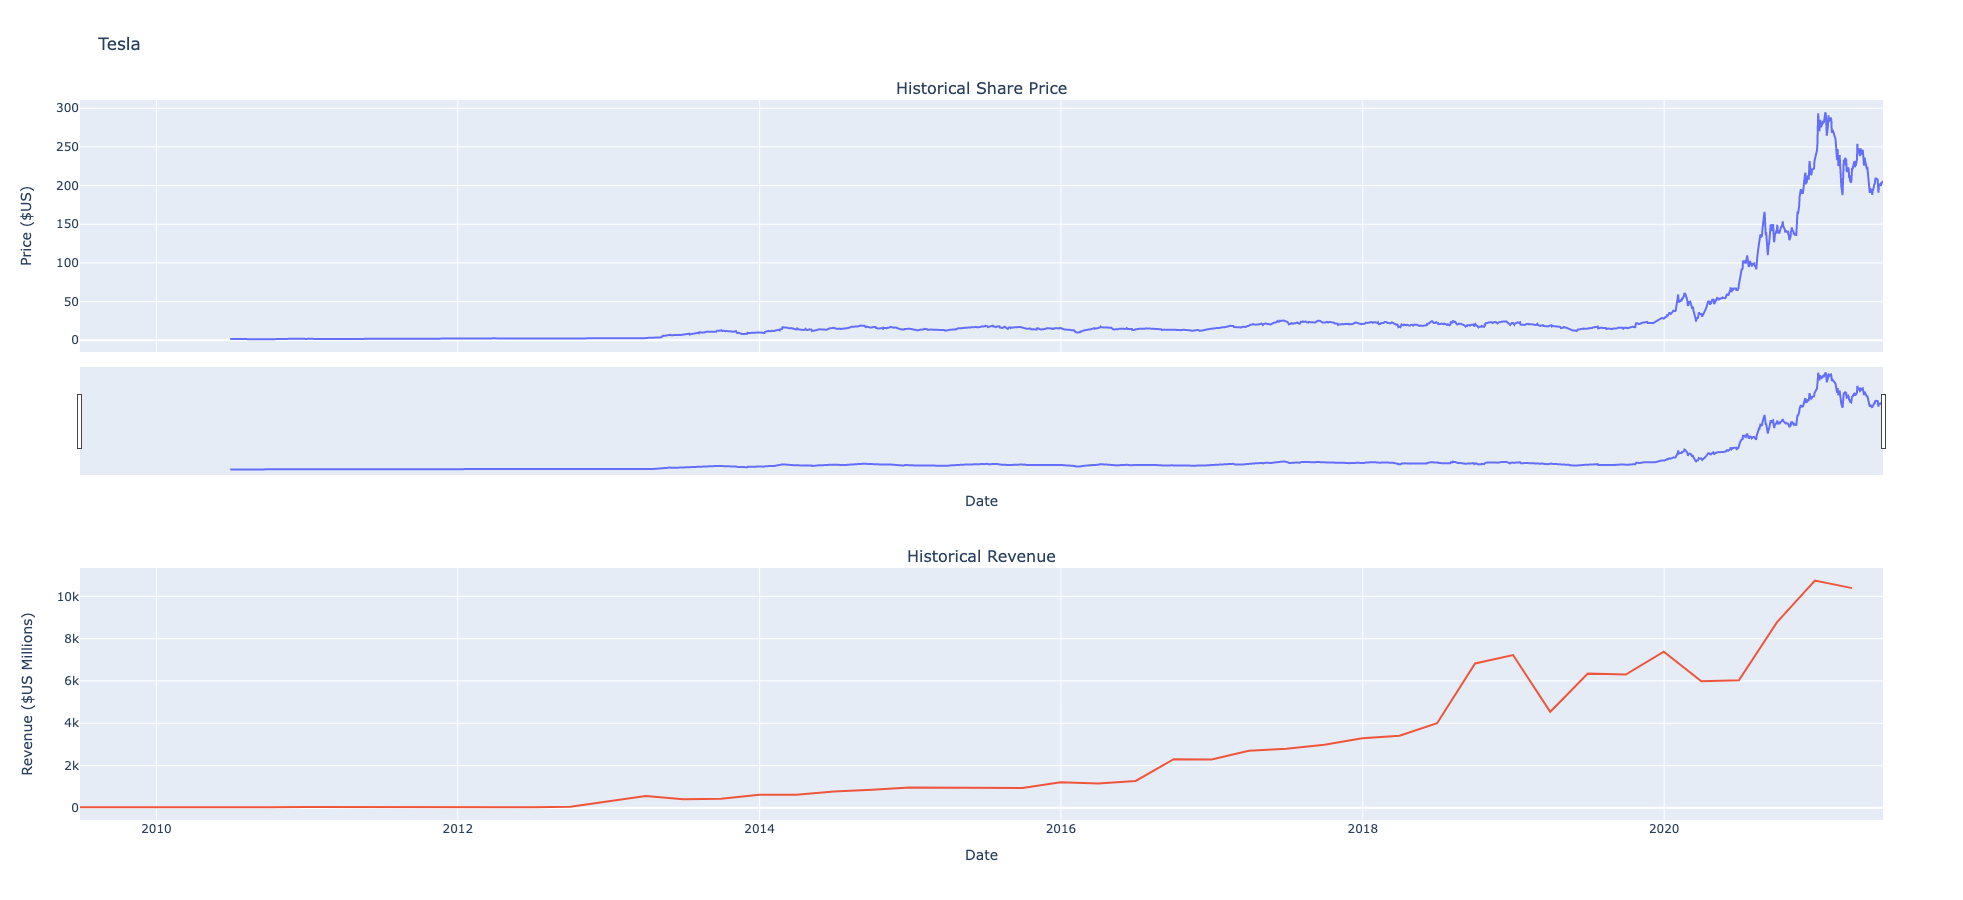 Tesla
Historical Share Price
300
250
200
150
100
50
0
Price ($US)
Date
Historical Revenue
10k
8k
6k
4k
2k
0
Revenue ($US Millions)
2010 2012 2014 2016 2018 2020
Date